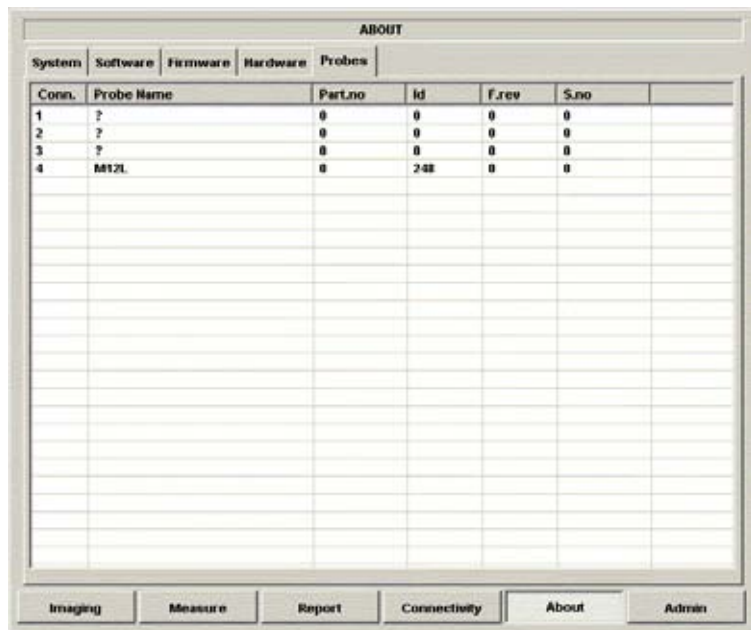 ABOUT
System Software Firmware Hardware Probes
Conn. Probe Name Part.no Id F.rev S.no
1 ? 0 0 0 0
2 ? 0 0 0 0
3 ? 0 0 0 0
4 M12L 0 248 0 0
Imaging Measure Report Connectivity About Admin